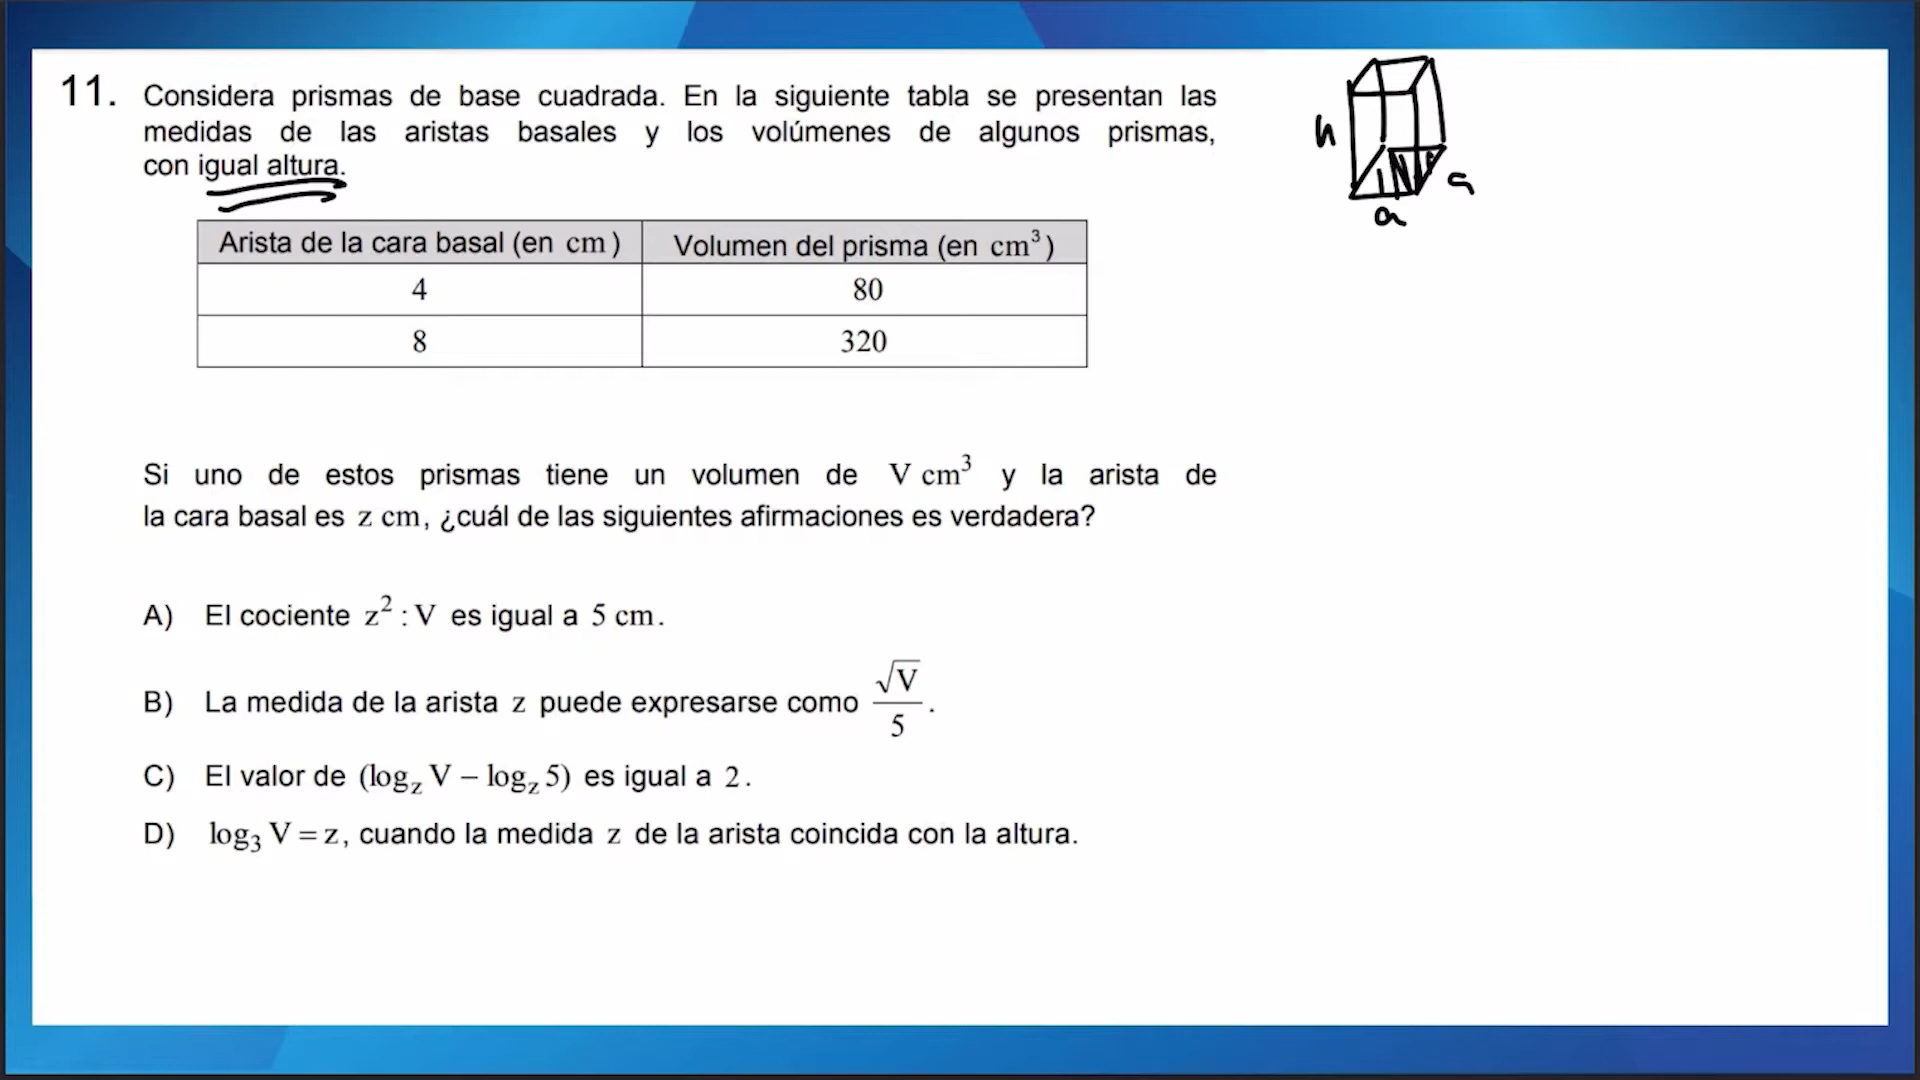 11. Considera prismas de base cuadrada. En la siguiente tabla se presentan las
medidas de las aristas basales y los volúmenes de algunos prismas,
con igual altura.
h
a
a
Arista de la cara basal (en cm) Volumen del prisma (en cm³)
4 80
8 320
Si uno de estos prismas tiene un volumen de V cm³ y la arista de
la cara basal es z cm, ¿cuál de las siguientes afirmaciones es verdadera?
A) El cociente z² : V es igual a 5 cm.
B) La medida de la arista z puede expresarse como √V/5.
C) El valor de (log_z V – log_z 5) es igual a 2.
D) log₃ V = z, cuando la medida z de la arista coincida con la altura.